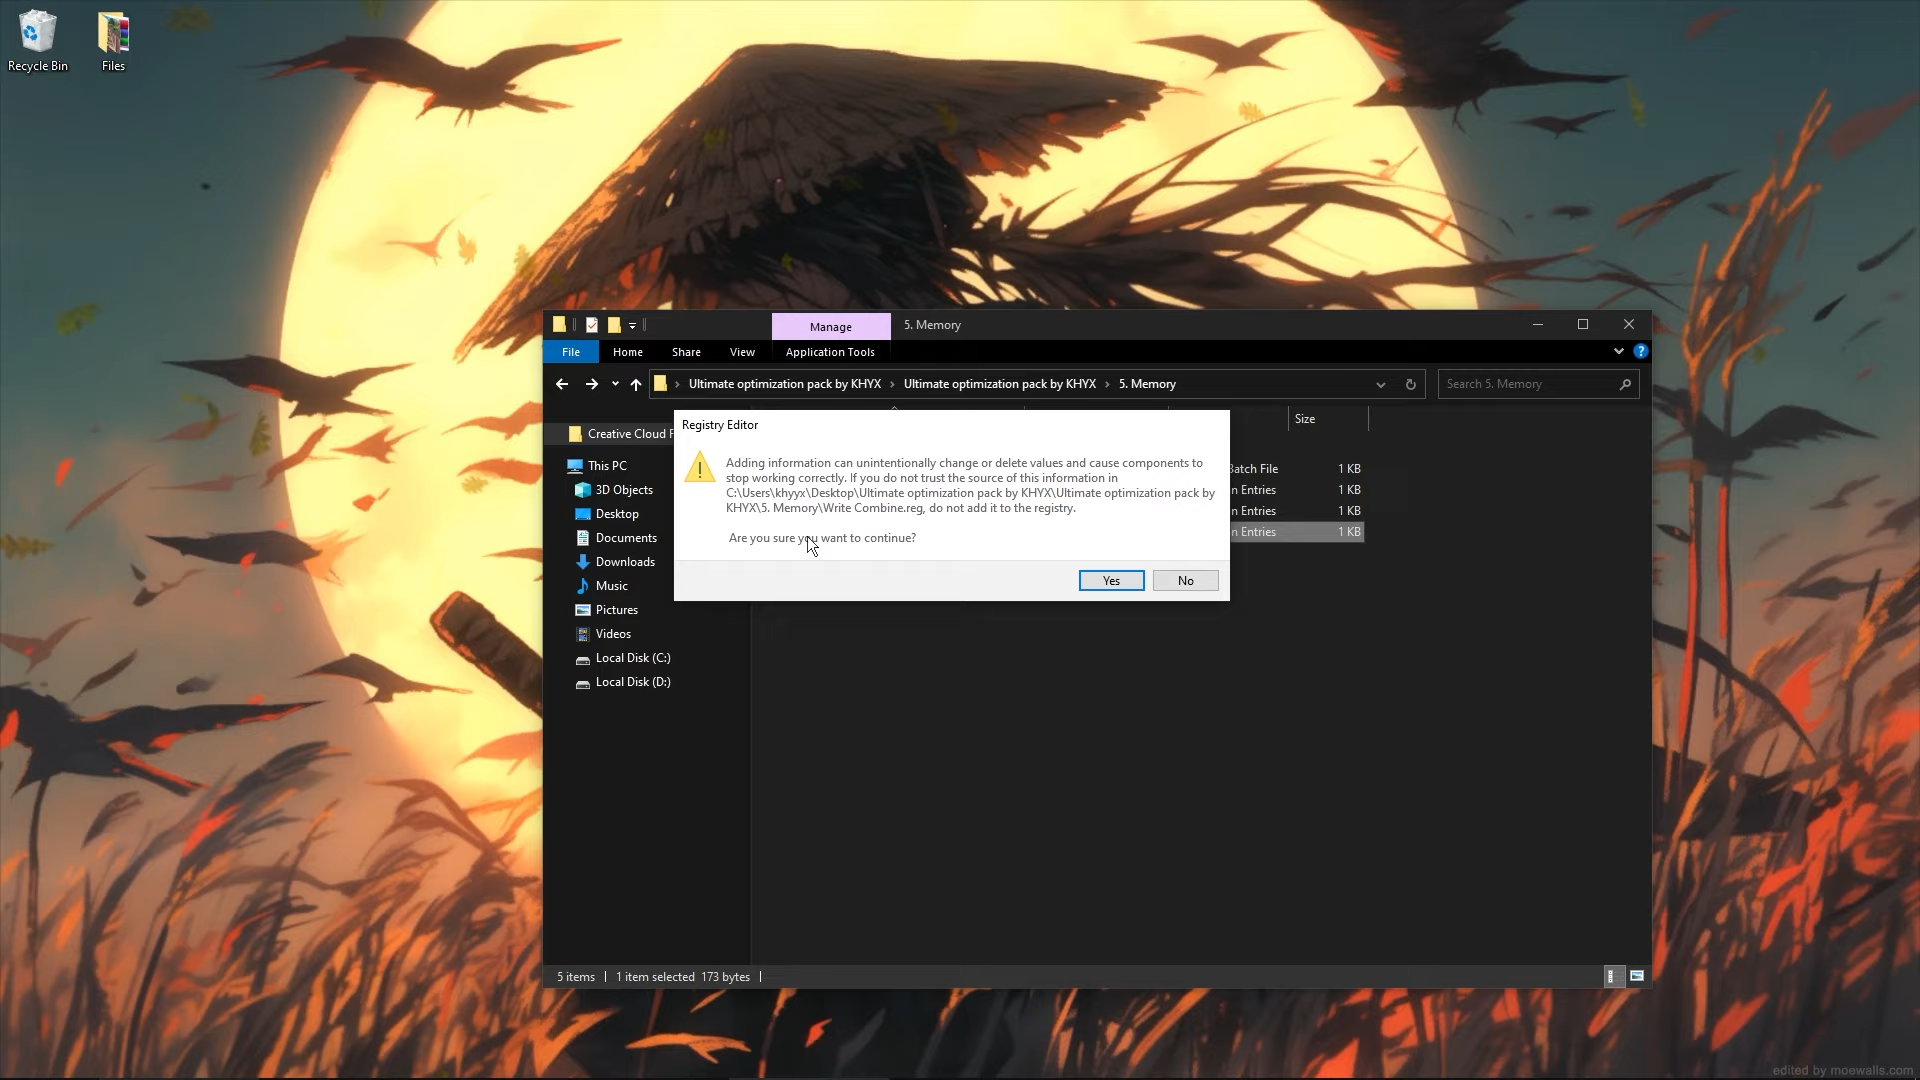 Recycle Bin
Files
Manage
5. Memory
File
Home
Share
View
Application Tools
Ultimate optimization pack by KHYX
Ultimate optimization pack by KHYX
5. Memory
Search 5. Memory
Size
Creative Cloud F
This PC
3D Objects
Desktop
Documents
Downloads
Music
Pictures
Videos
Local Disk (C:)
Local Disk (D:)
Registry Editor
Adding information can unintentionally change or delete values and cause components to
stop working correctly. If you do not trust the source of this information in
C:\Users\khyyx\Desktop\Ultimate optimization pack by KHYX\Ultimate optimization pack by
KHYX\5. Memory\Write Combine.reg, do not add it to the registry.
Are you sure you want to continue?
Yes
No
Batch File
1 KB
n Entries
1 KB
n Entries
1 KB
n Entries
1 KB
5 items
1 item selected 173 bytes
edited by moewalls.com